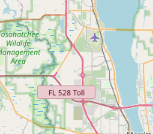 Tosohatchee
Wildlife
Management
Area
FL 528 Toll